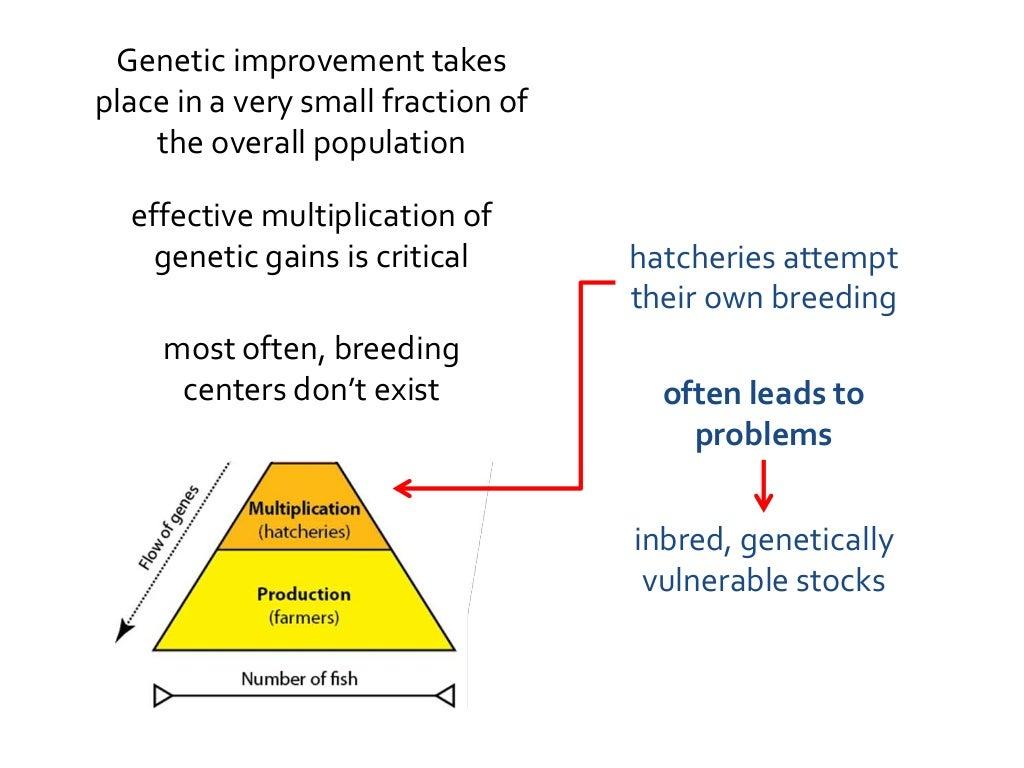 Genetic improvement takes
place in a very small fraction of
the overall population
effective multiplication of
genetic gains is critical
most often, breeding
centers don’t exist
hatcheries attempt
their own breeding
often leads to
problems
inbred, genetically
vulnerable stocks
Flow of genes
Multiplication
(hatcheries)
Production
(farmers)
Number of fish